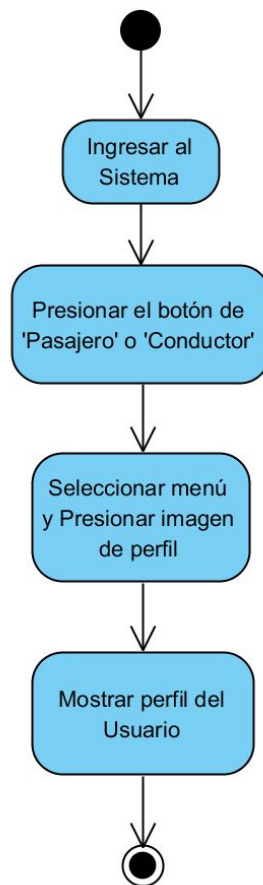 Ingresar al
Sistema
Presionar el botón de
'Pasajero' o 'Conductor'
Seleccionar menú
y Presionar imagen
de perfil
Mostrar perfil del
Usuario